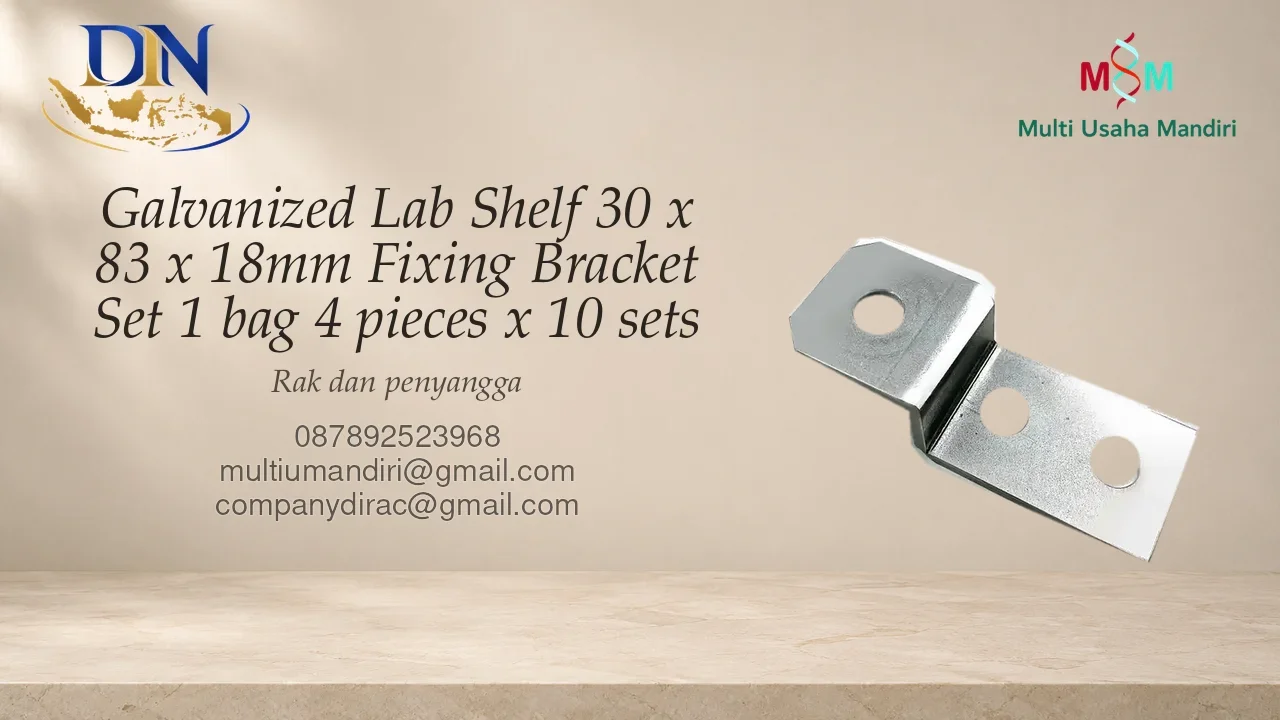 DN
M M
Multi Usaha Mandiri
Galvanized Lab Shelf 30 x
83 x 18mm Fixing Bracket
Set 1 bag 4 pieces x 10 sets
Rak dan penyangga
087892523968
multiumandiri@gmail.com
companydirac@gmail.com